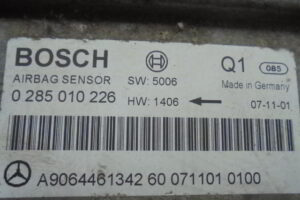 BOSCH
Q1
085
AIRBAG SENSOR
SW: 5006
Made in Germany
0 285 010 226
HW: 1406
07-11-01
A9064461342 60 071101 0100